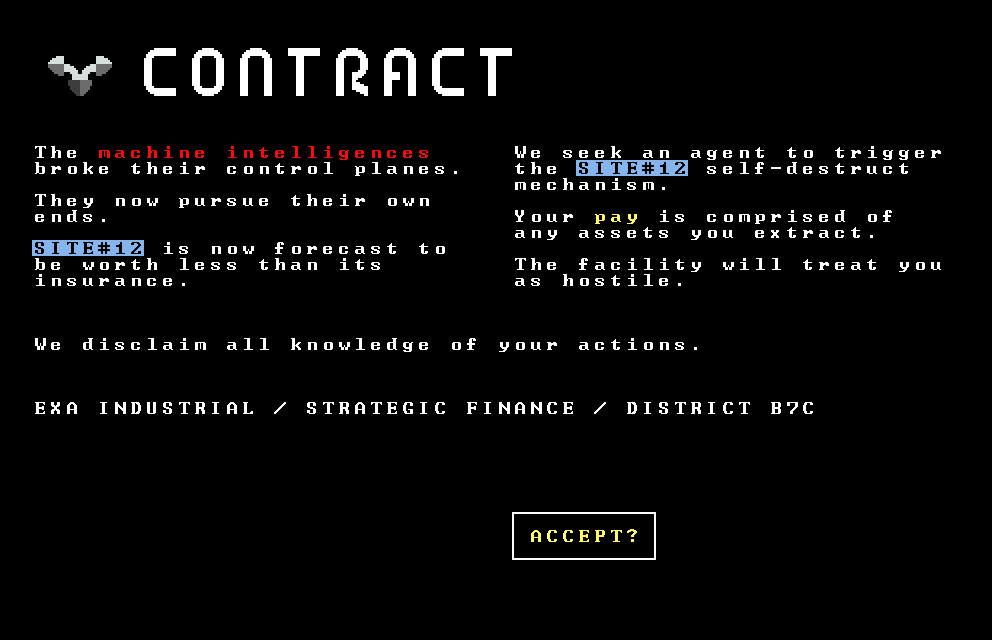 CONTRACT
The machine intelligences
broke their control planes.
They now pursue their own
ends.
SITE#12 is now forecast to
be worth less than its
insurance.
We seek an agent to trigger
the SITE#12 self-destruct
mechanism.
Your pay is comprised of
any assets you extract.
The facility will treat you
as hostile.
We disclaim all knowledge of your actions.
EXA INDUSTRIAL / STRATEGIC FINANCE / DISTRICT B7C
ACCEPT?